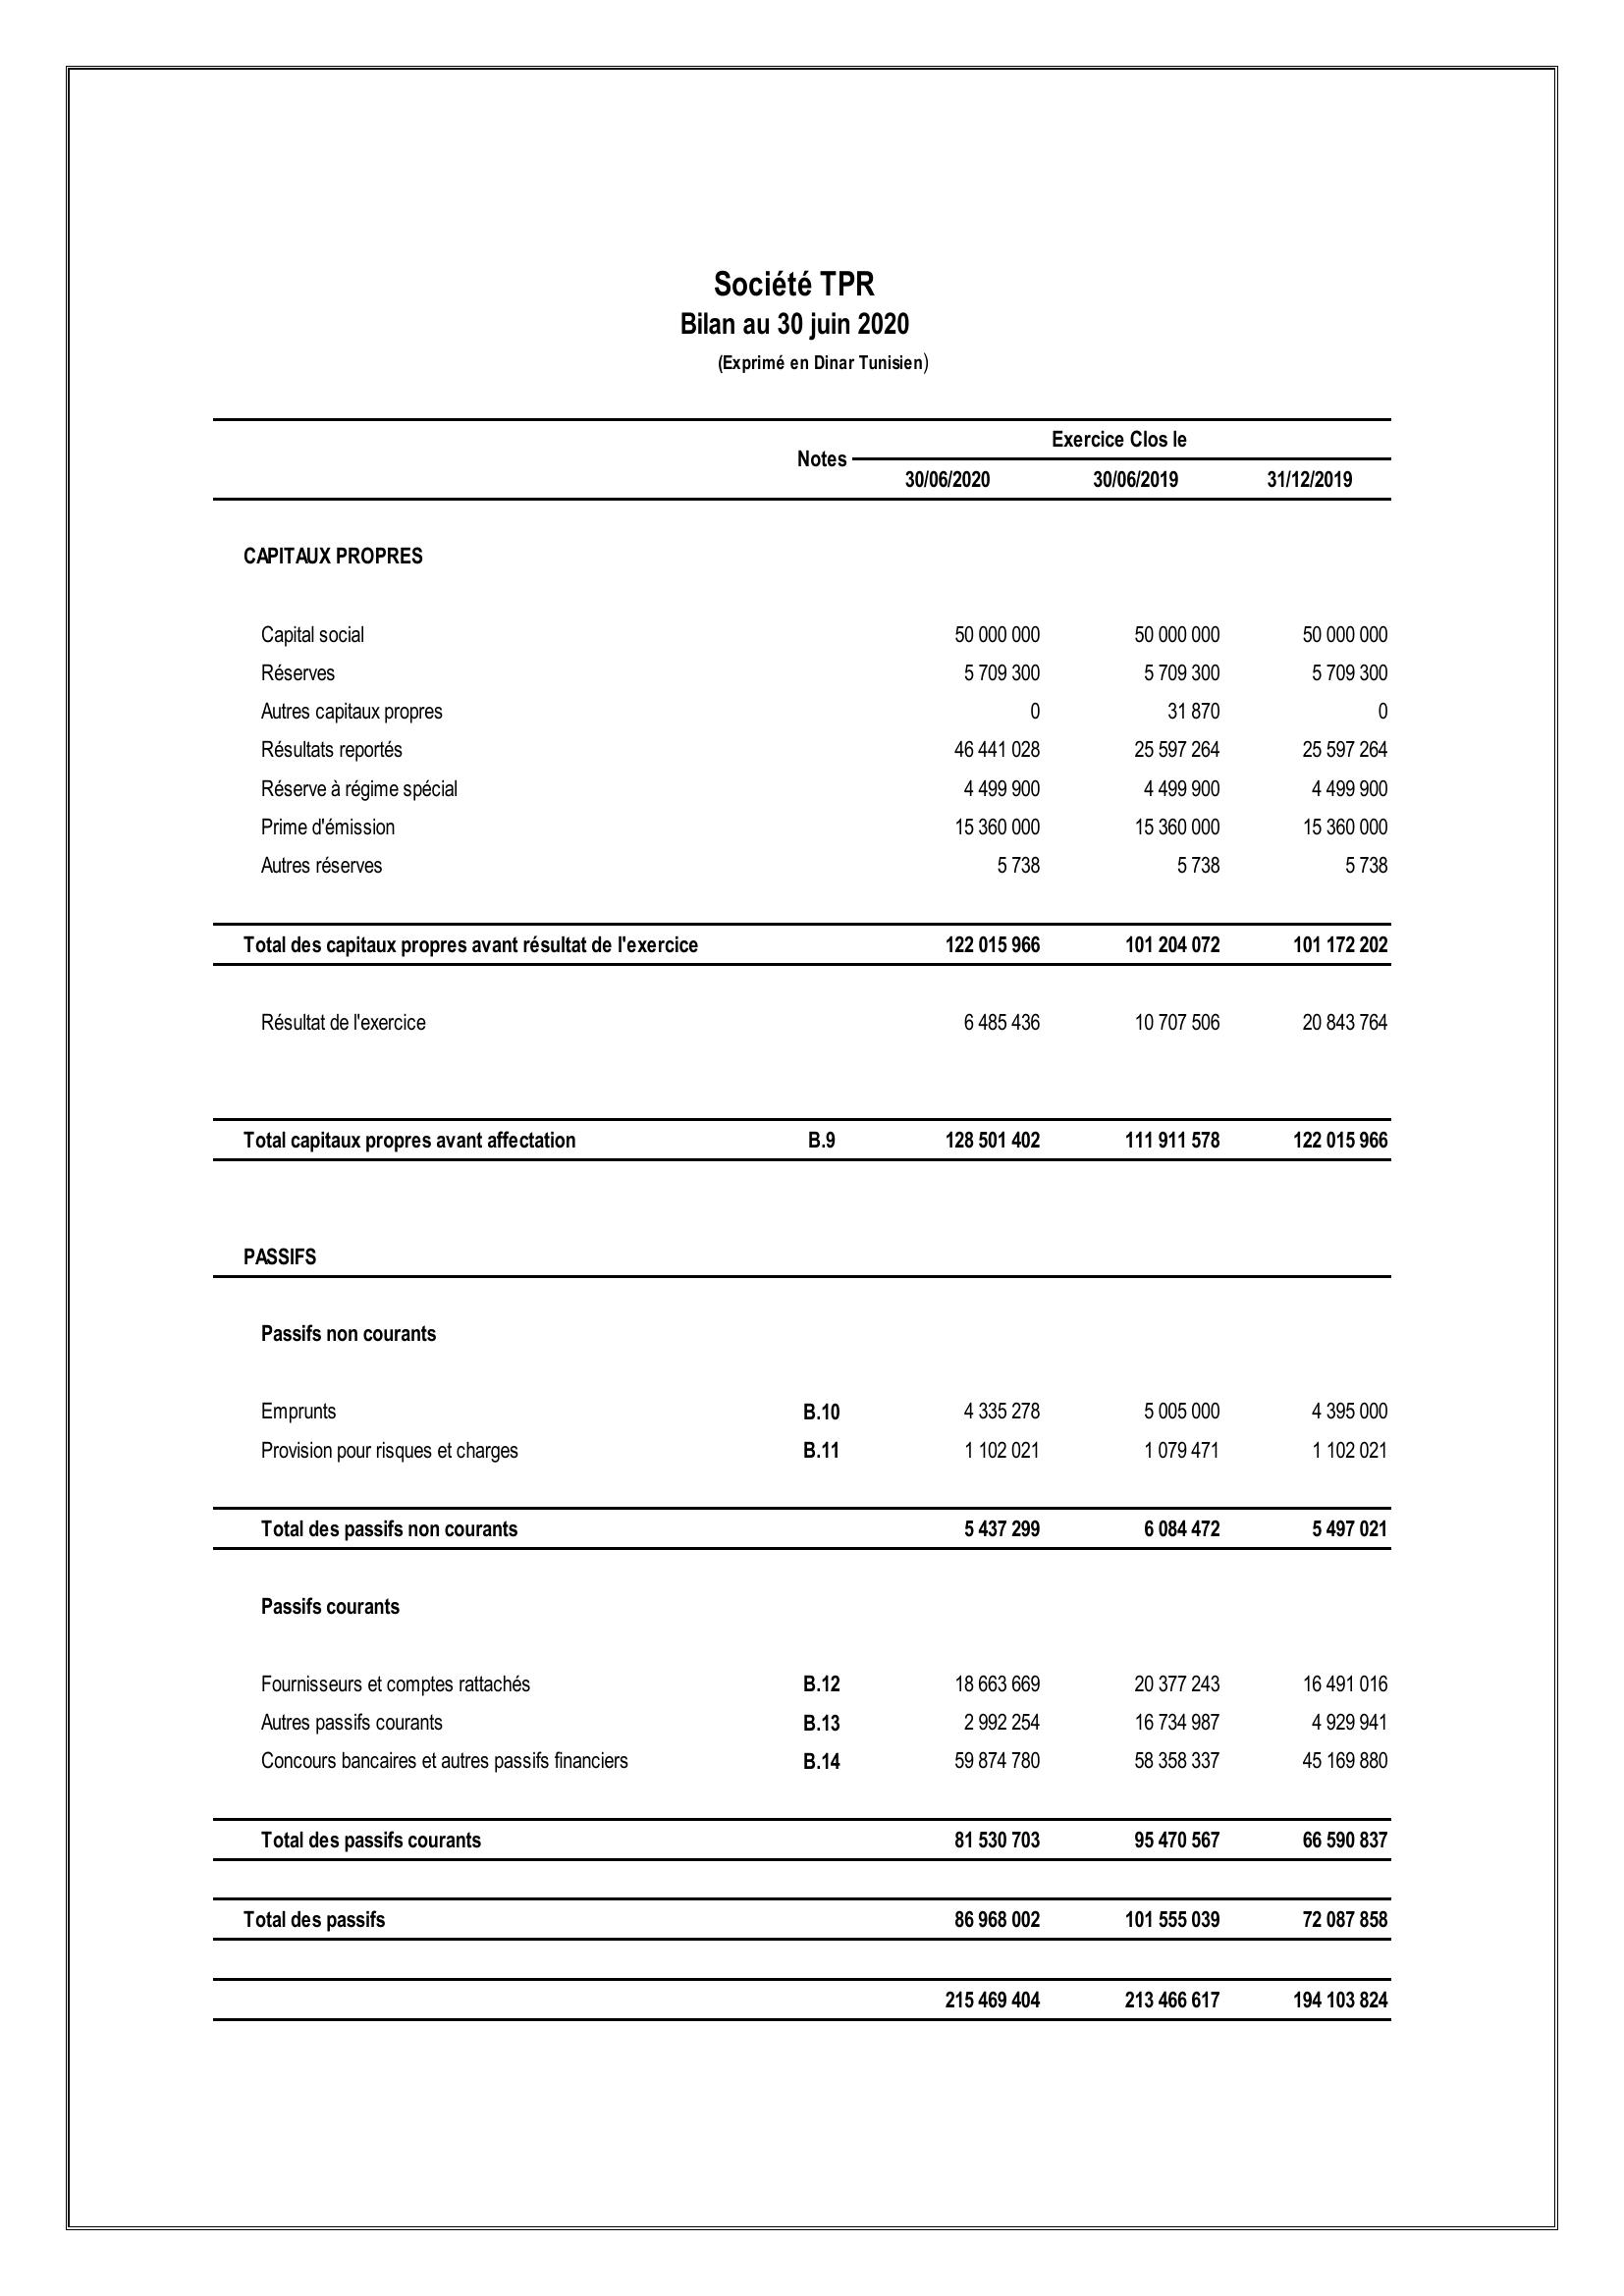 Société TPR
Bilan au 30 juin 2020
(Exprimé en Dinar Tunisien)
Exercice Clos le
Notes
30/06/2020 30/06/2019 31/12/2019
CAPITAUX PROPRES
Capital social 50 000 000 50 000 000 50 000 000
Réserves 5 709 300 5 709 300 5 709 300
Autres capitaux propres 0 31 870 0
Résultats reportés 46 441 028 25 597 264 25 597 264
Réserve à régime spécial 4 499 900 4 499 900 4 499 900
Prime d'émission 15 360 000 15 360 000 15 360 000
Autres réserves 5 738 5 738 5 738
Total des capitaux propres avant résultat de l'exercice 122 015 966 101 204 072 101 172 202
Résultat de l'exercice 6 485 436 10 707 506 20 843 764
Total capitaux propres avant affectation B.9 128 501 402 111 911 578 122 015 966
PASSIFS
Passifs non courants
Emprunts B.10 4 335 278 5 005 000 4 395 000
Provision pour risques et charges B.11 1 102 021 1 079 471 1 102 021
Total des passifs non courants 5 437 299 6 084 472 5 497 021
Passifs courants
Fournisseurs et comptes rattachés B.12 18 663 669 20 377 243 16 491 016
Autres passifs courants B.13 2 992 254 16 734 987 4 929 941
Concours bancaires et autres passifs financiers B.14 59 874 780 58 358 337 45 169 880
Total des passifs courants 81 530 703 95 470 567 66 590 837
Total des passifs 86 968 002 101 555 039 72 087 858
215 469 404 213 466 617 194 103 824